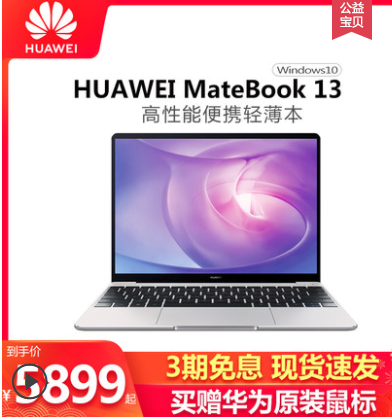 公益
宝贝
HUAWEI
Windows10
HUAWEI MateBook 13
高性能便携轻薄本
到手价
¥5899起
3期免息 现货速发
买赠华为原装鼠标